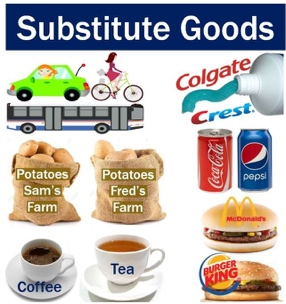 Substitute Goods
Colgate
Crest
Coca-Cola
pepsi
Potatoes
Sam's
Farm
Potatoes
Fred's
Farm
McDonald's
Coffee
Tea
BURGER
KING